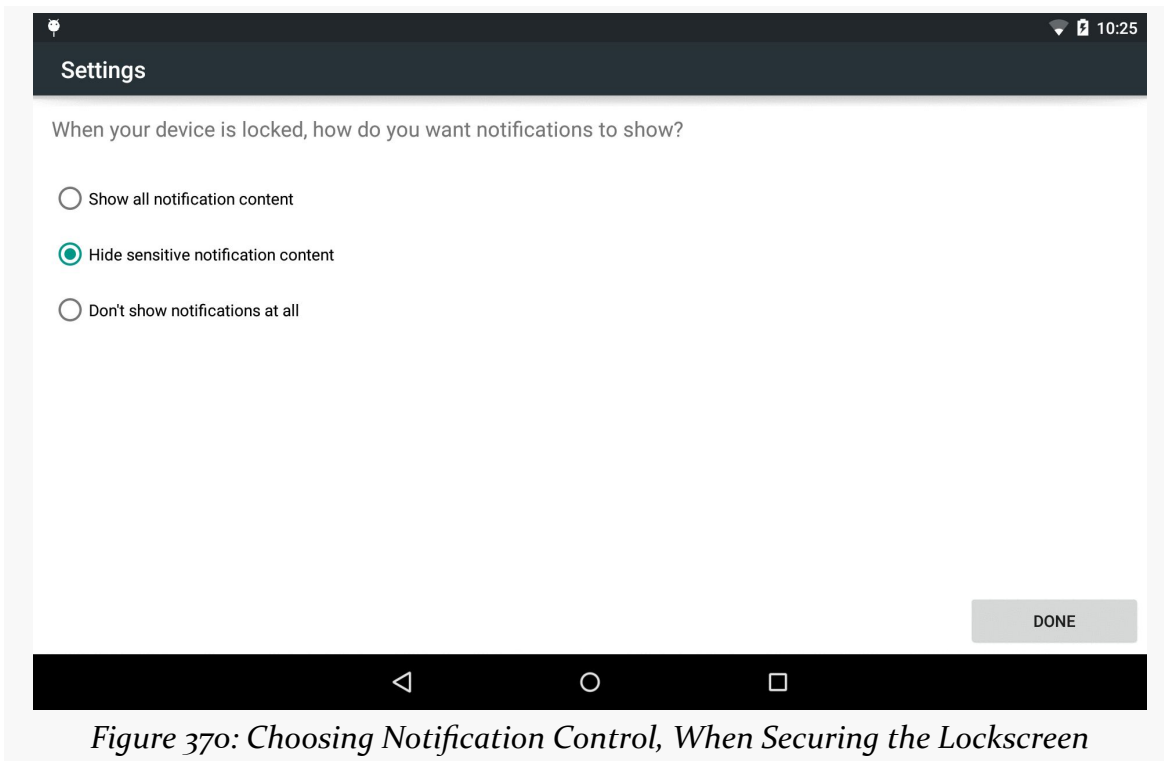 10:25
Settings
When your device is locked, how do you want notifications to show?
Show all notification content
Hide sensitive notification content
Don't show notifications at all
DONE
Figure 370: Choosing Notification Control, When Securing the Lockscreen